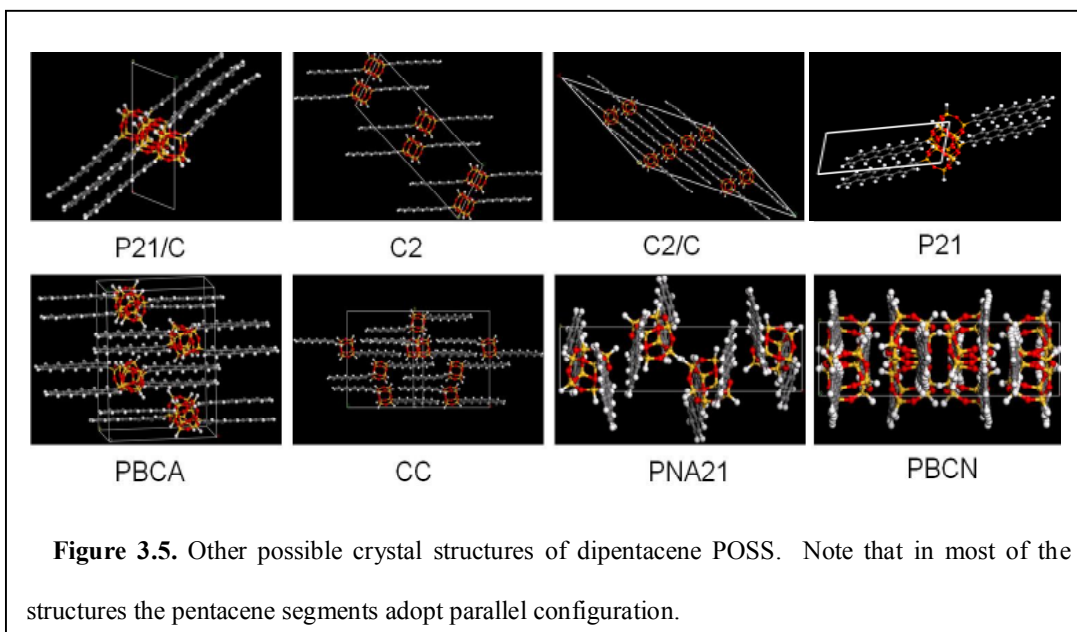 P21/C C2 C2/C P21
PBCA CC PNA21 PBCN
Figure 3.5. Other possible crystal structures of dipentacene POSS. Note that in most of the
structures the pentacene segments adopt parallel configuration.